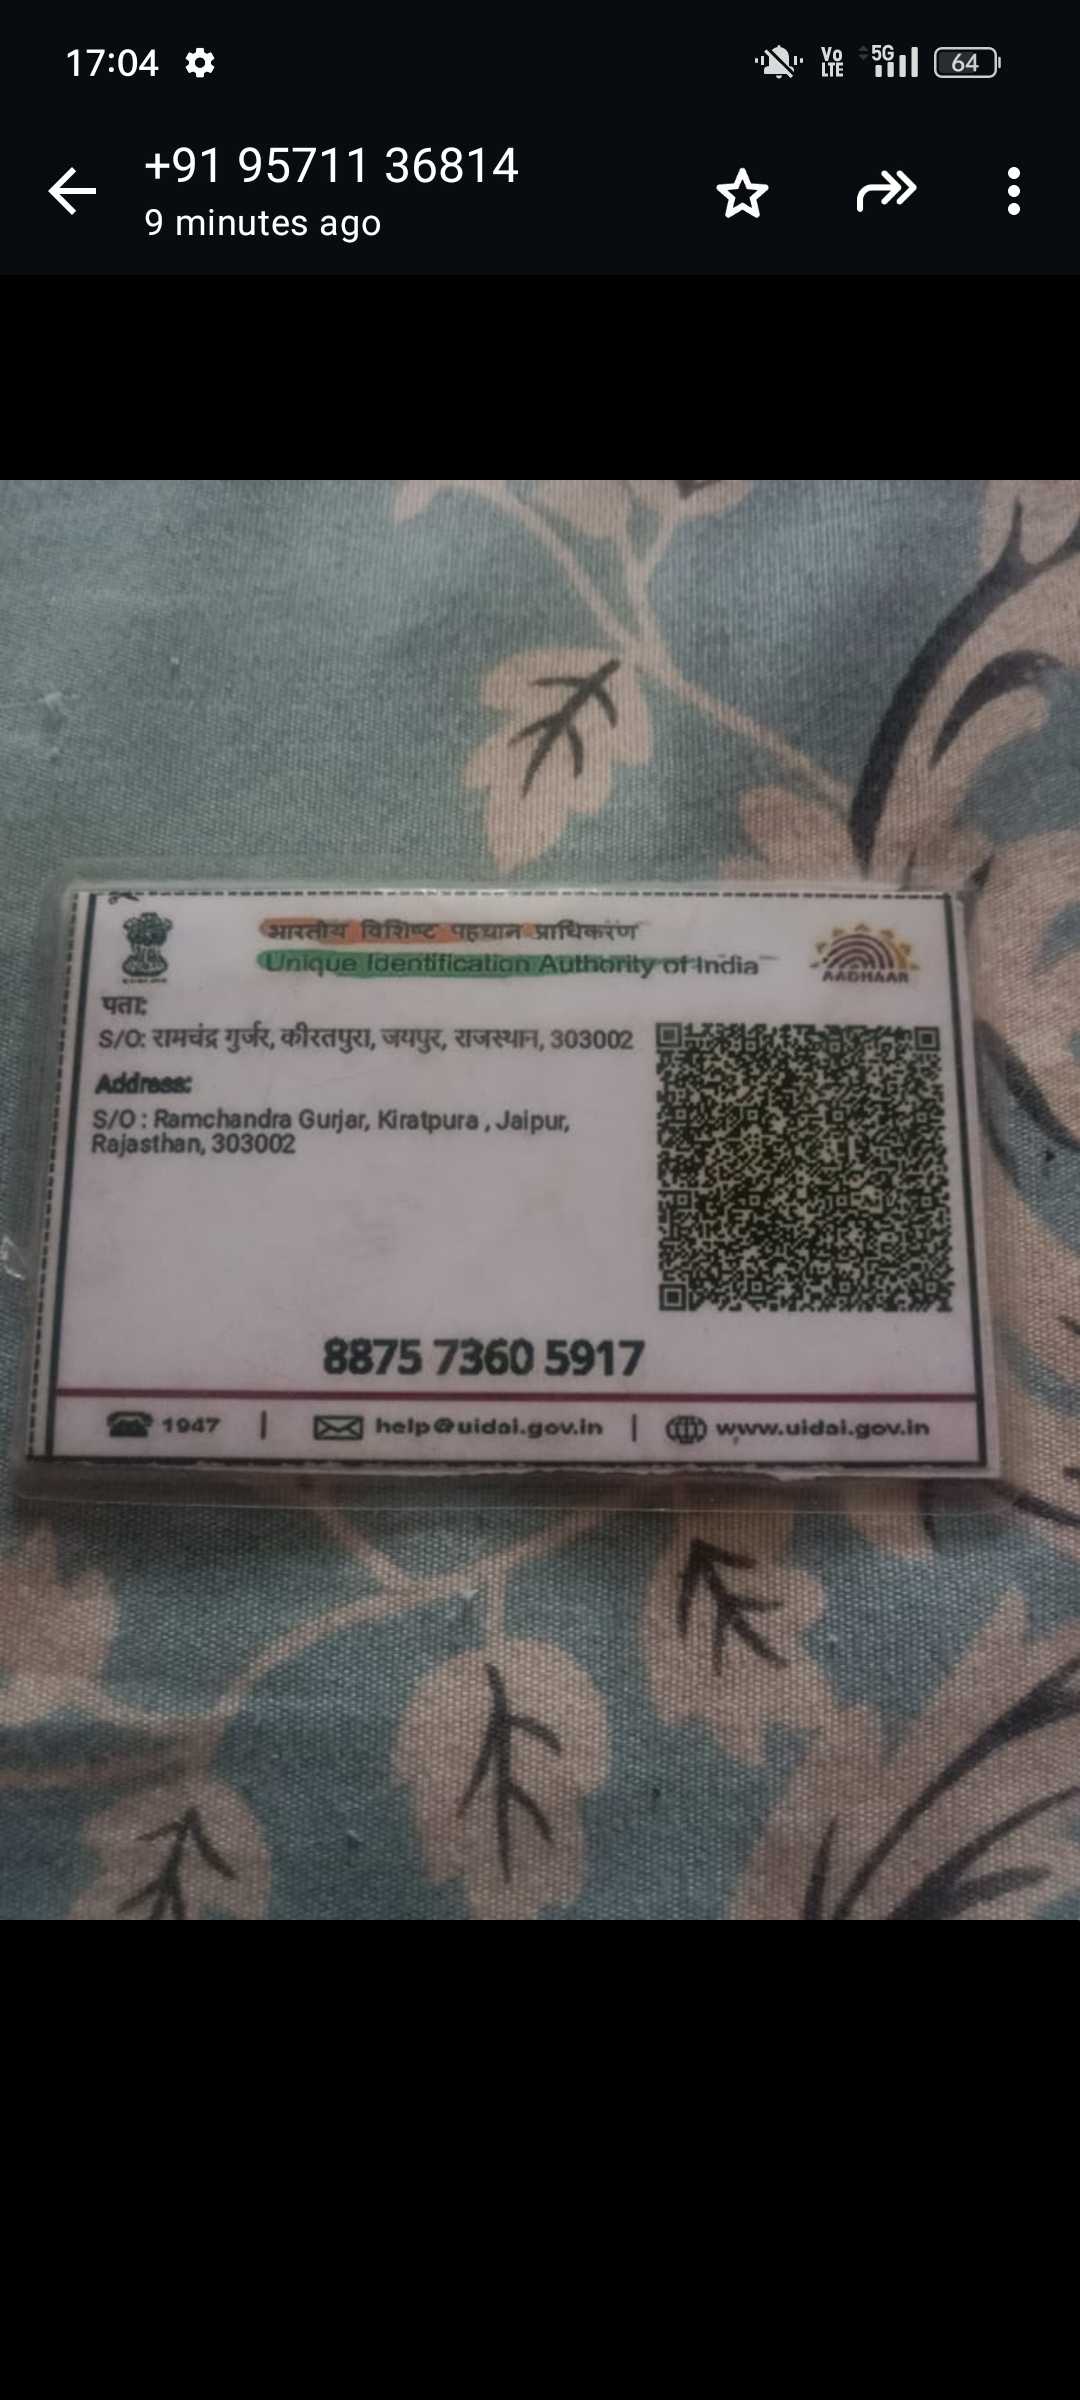 17:04
Vo LTE 5G 64
+91 95711 36814
9 minutes ago
भारतीय विशिष्ट पहचान प्राधिकरण
Unique Identification Authority of India
AADHAAR
पता:
S/O: रामचंद्र गुर्जर, कीरतपुरा, जयपुर, राजस्थान, 303002
Address:
S/O : Ramchandra Gurjar, Kiratpura , Jaipur,
Rajasthan, 303002
8875 7360 5917
1947 | help@uidai.gov.in | www.uidai.gov.in